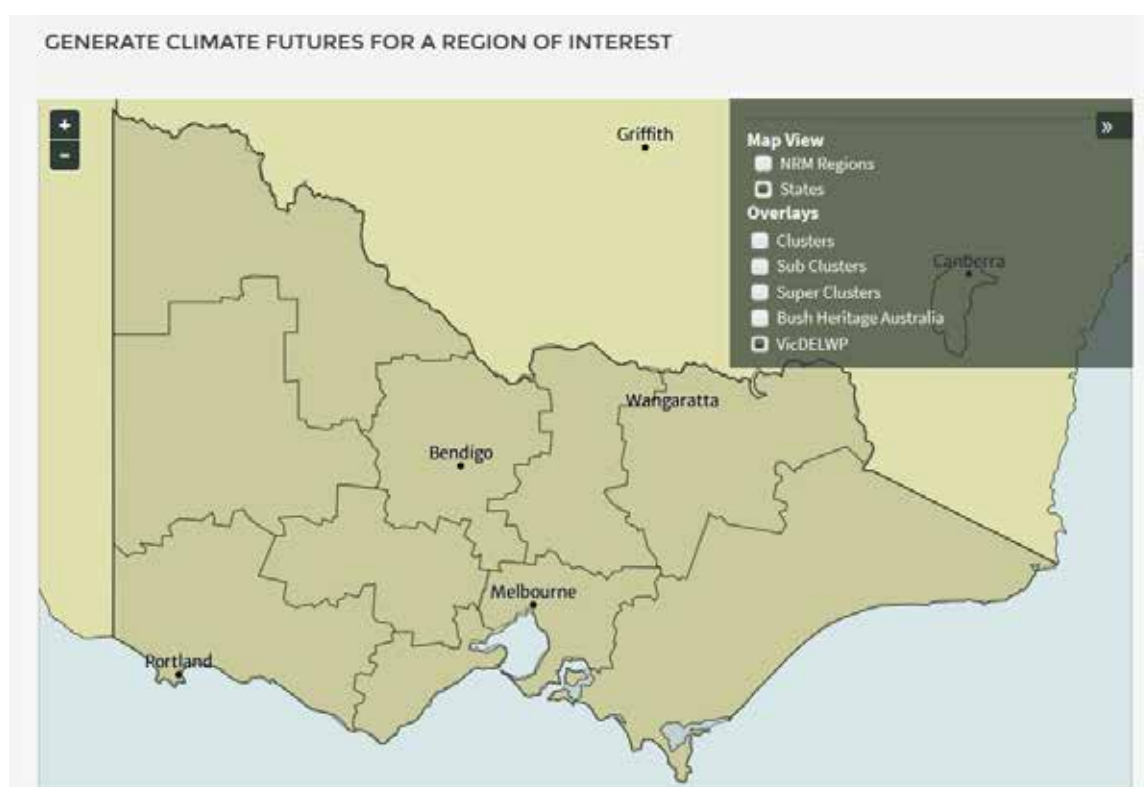 GENERATE CLIMATE FUTURES FOR A REGION OF INTEREST
+
-
Griffith
»
Map View
NRM Regions
States
Overlays
Clusters
Sub Clusters
Super Clusters
Bush Heritage Australia
VicDELWP
Canberra
Wangaratta
Bendigo
Melbourne
Portland